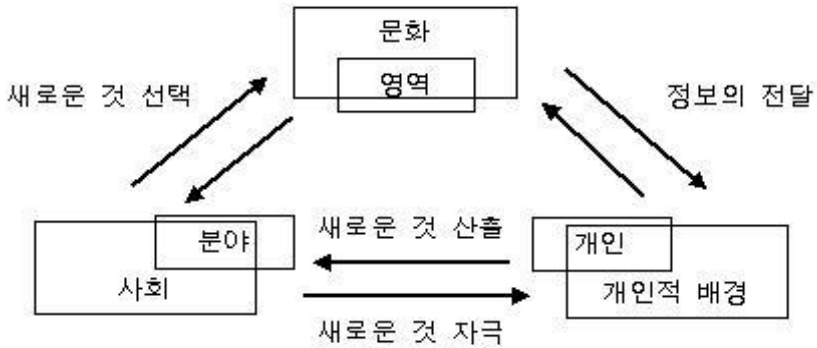 문화
영역
새로운 것 선택
정보의 전달
분야
새로운 것 산출
개인
사회
개인적 배경
새로운 것 자극